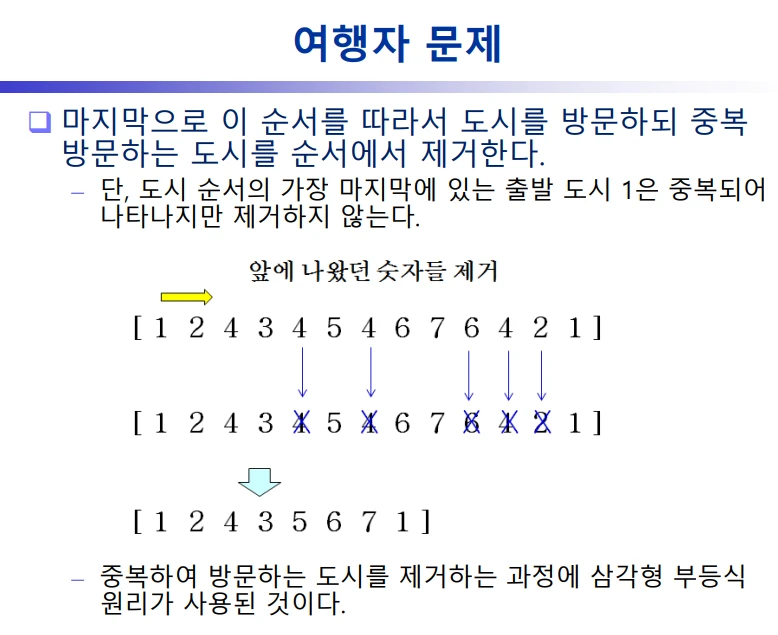 여행자 문제
마지막으로 이 순서를 따라서 도시를 방문하되 중복
방문하는 도시를 순서에서 제거한다.
– 단, 도시 순서의 가장 마지막에 있는 출발 도시 1은 중복되어
나타나지만 제거하지 않는다.
앞에 나왔던 숫자들 제거
[ 1 2 4 3 4 5 4 6 7 6 4 2 1 ]
[ 1 2 4 3 4 5 4 6 7 6 4 2 1 ]
[ 1 2 4 3 5 6 7 1 ]
– 중복하여 방문하는 도시를 제거하는 과정에 삼각형 부등식
원리가 사용된 것이다.